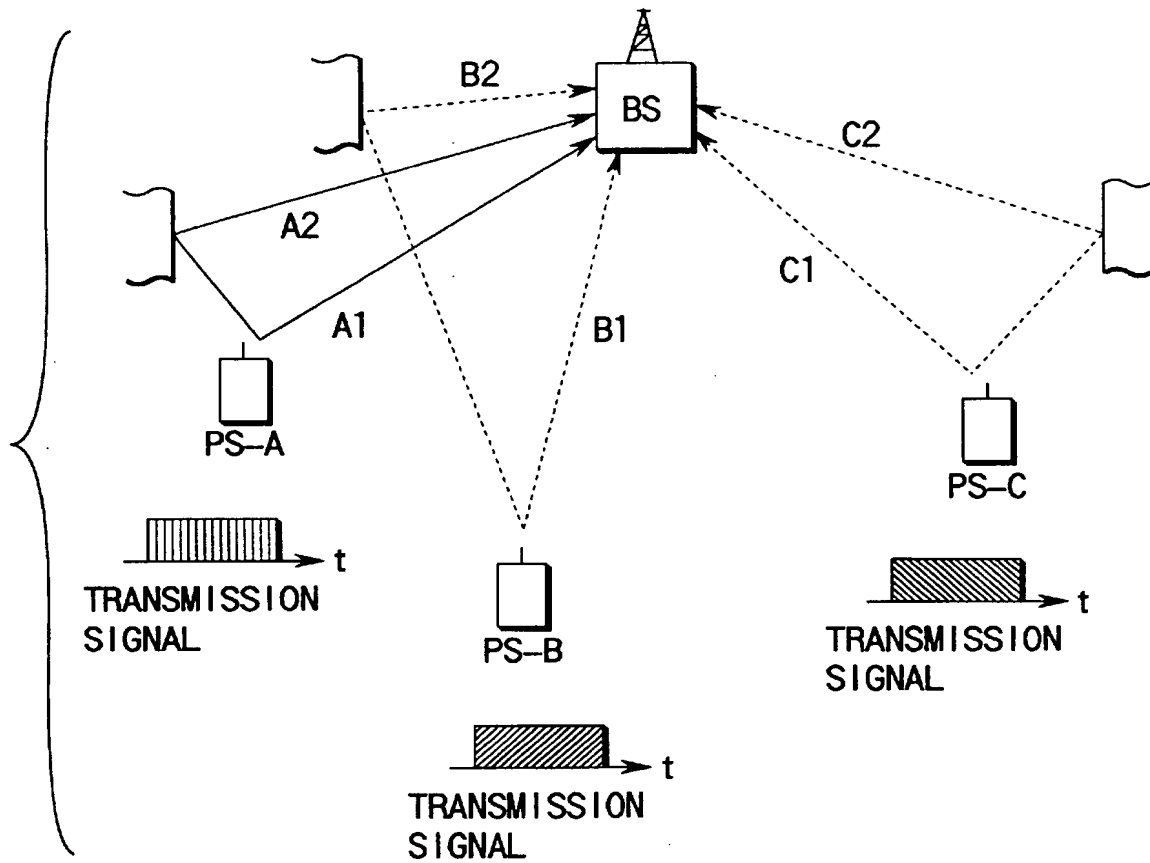 B2
BS
C2
A2
C1
A1
B1
PS-A
PS-C
t
TRANSMISSION
SIGNAL
t
TRANSMISSION
SIGNAL
PS-B
t
TRANSMISSION
SIGNAL